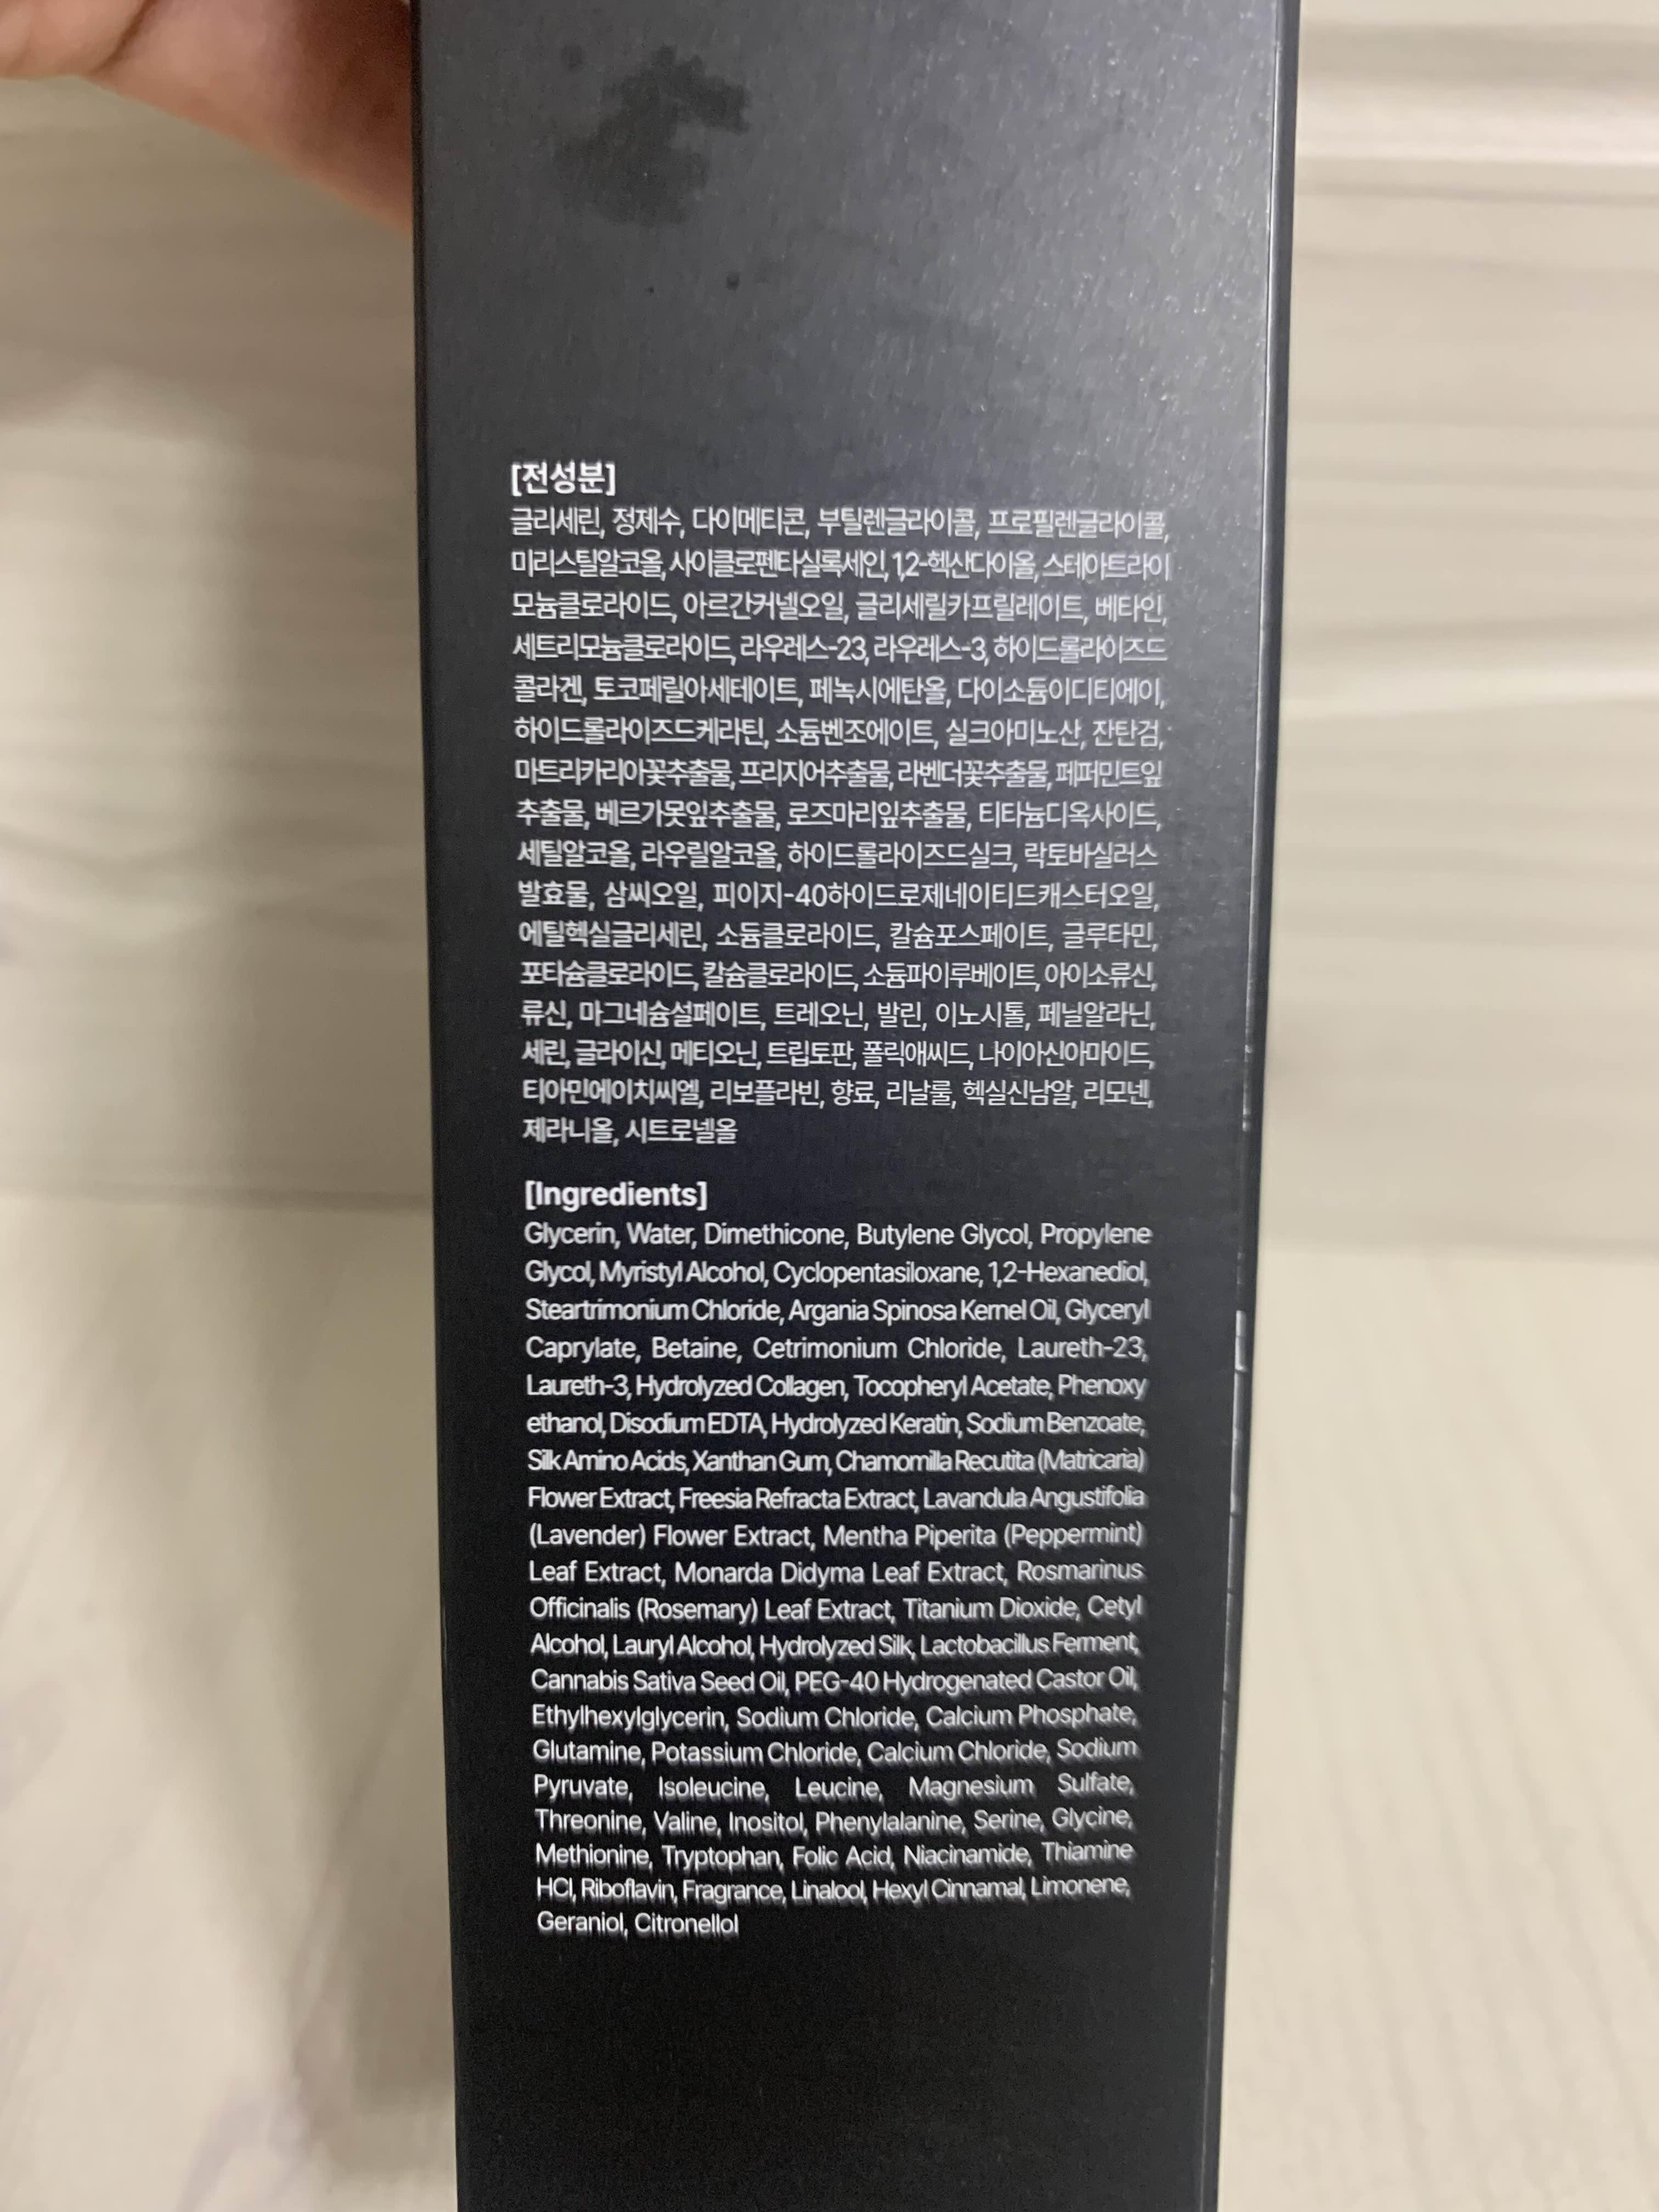 [전성분]
글리세린, 정제수, 다이메티콘, 부틸렌글라이콜, 프로필렌글라이콜,
미리스틸알코올, 사이클로펜타실록세인, 1,2-헥산다이올, 스테아트라이
모늄클로라이드, 아르간커넬오일, 글리세릴카프릴레이트, 베타인,
세트리모늄클로라이드, 라우레스-23, 라우레스-3, 하이드롤라이즈드
콜라겐, 토코페릴아세테이트, 페녹시에탄올, 다이소듐이디티에이,
하이드롤라이즈드케라틴, 소듐벤조에이트, 실크아미노산, 잔탄검,
마트리카리아꽃추출물, 프리지어추출물, 라벤더꽃추출물, 페퍼민트잎
추출물, 베르가못잎추출물, 로즈마리잎추출물, 티타늄디옥사이드,
세틸알코올, 라우릴알코올, 하이드롤라이즈드실크, 락토바실러스
발효물, 삼씨오일, 피이지-40하이드로제네이티드캐스터오일,
에틸헥실글리세린, 소듐클로라이드, 칼슘포스페이트, 글루타민,
포타슘클로라이드, 칼슘클로라이드, 소듐파이루베이트, 아이소류신,
류신, 마그네슘설페이트, 트레오닌, 발린, 이노시톨, 페닐알라닌,
세린, 글라이신, 메티오닌, 트립토판, 폴릭애씨드, 나이아신아마이드,
티아민에이치씨엘, 리보플라빈, 향료, 리날룰, 헥실신남알, 리모넨,
제라니올, 시트로넬올
[Ingredients]
Glycerin, Water, Dimethicone, Butylene Glycol, Propylene
Glycol, Myristyl Alcohol, Cyclopentasiloxane, 1,2-Hexanediol,
Steartrimonium Chloride, Argania Spinosa Kernel Oil, Glyceryl
Caprylate, Betaine, Cetrimonium Chloride, Laureth-23,
Laureth-3, Hydrolyzed Collagen, Tocopheryl Acetate, Phenoxy
ethanol, Disodium EDTA, Hydrolyzed Keratin, Sodium Benzoate,
Silk Amino Acids, Xanthan Gum, Chamomilla Recutita (Matricaria)
Flower Extract, Freesia Refracta Extract, Lavandula Angustifolia
(Lavender) Flower Extract, Mentha Piperita (Peppermint)
Leaf Extract, Monarda Didyma Leaf Extract, Rosmarinus
Officinalis (Rosemary) Leaf Extract, Titanium Dioxide, Cetyl
Alcohol, Lauryl Alcohol, Hydrolyzed Silk, Lactobacillus Ferment,
Cannabis Sativa Seed Oil, PEG-40 Hydrogenated Castor Oil,
Ethylhexylglycerin, Sodium Chloride, Calcium Phosphate,
Glutamine, Potassium Chloride, Calcium Chloride, Sodium
Pyruvate, Isoleucine, Leucine, Magnesium Sulfate,
Threonine, Valine, Inositol, Phenylalanine, Serine, Glycine,
Methionine, Tryptophan, Folic Acid, Niacinamide, Thiamine
HCl, Riboflavin, Fragrance, Linalool, Hexyl Cinnamal, Limonene,
Geraniol, Citronellol